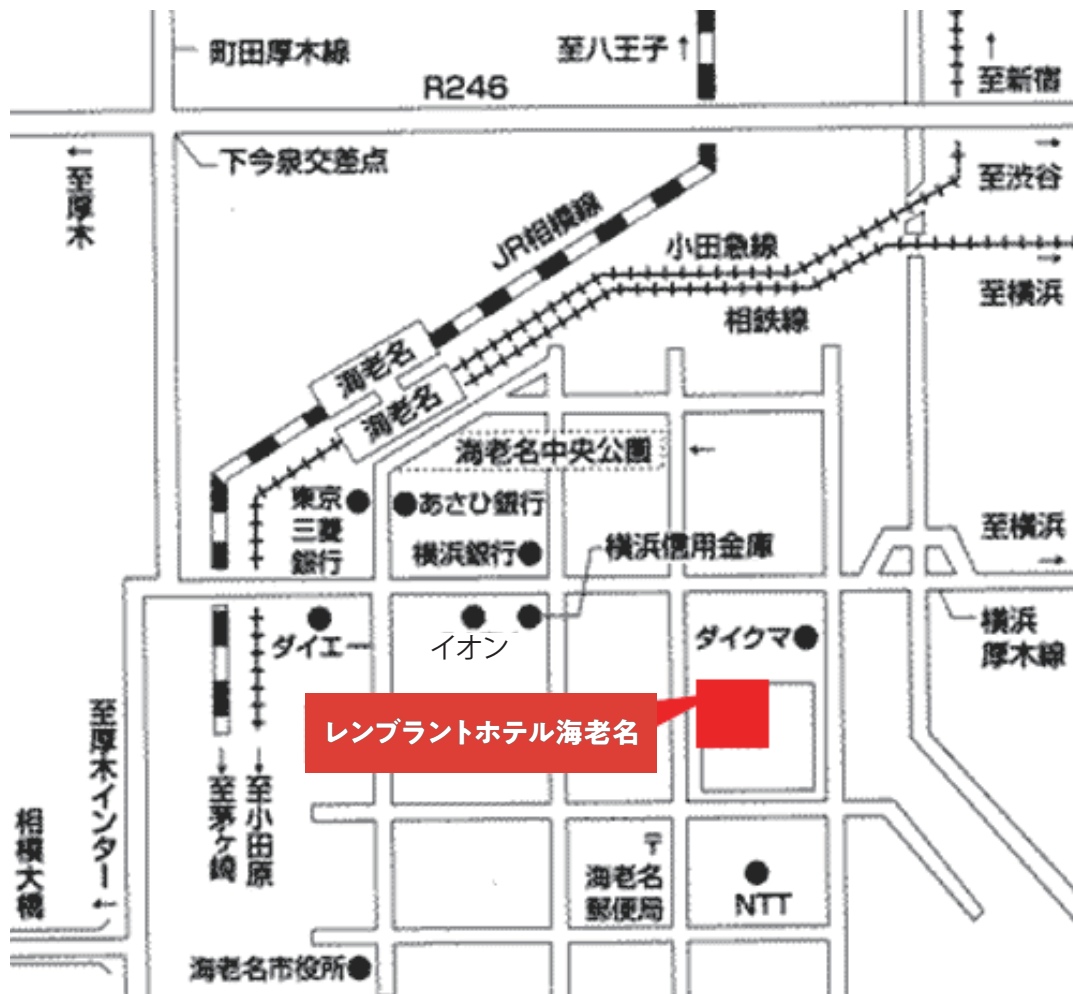 町田厚木線
至八王子↑
↑
至新宿
R246
←
至厚木
下今泉交差点
→
至渋谷
JR相模線
小田急線
→
至横浜
相鉄線
海老名
海老名
海老名中央公園
←
東京
三菱
銀行
あさひ銀行
横浜銀行
横浜信用金庫
至横浜
→
ダイエー
イオン
ダイクマ
横浜
厚木線
レンブラントホテル海老名
至厚木インター
←
↓
至茅ヶ崎
↓
至小田原
相模大橋
〒
海老名
郵便局
NTT
海老名市役所